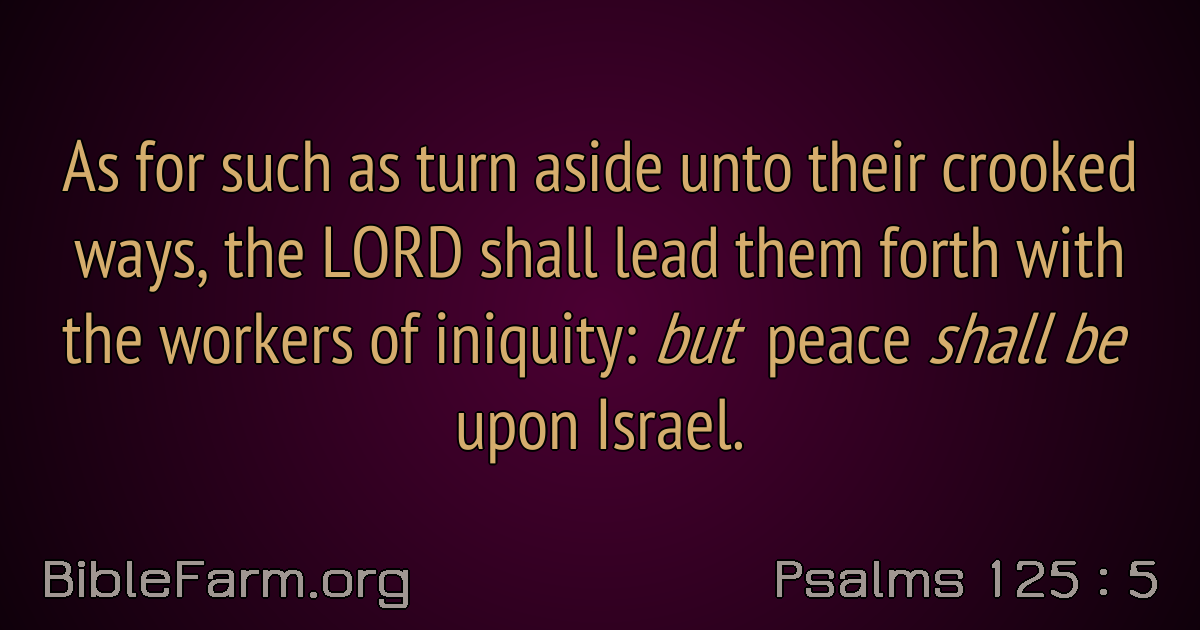 As for such as turn aside unto their crooked
ways, the LORD shall lead them forth with
the workers of iniquity: but peace shall be
upon Israel.
BibleFarm.org
Psalms 125 : 5